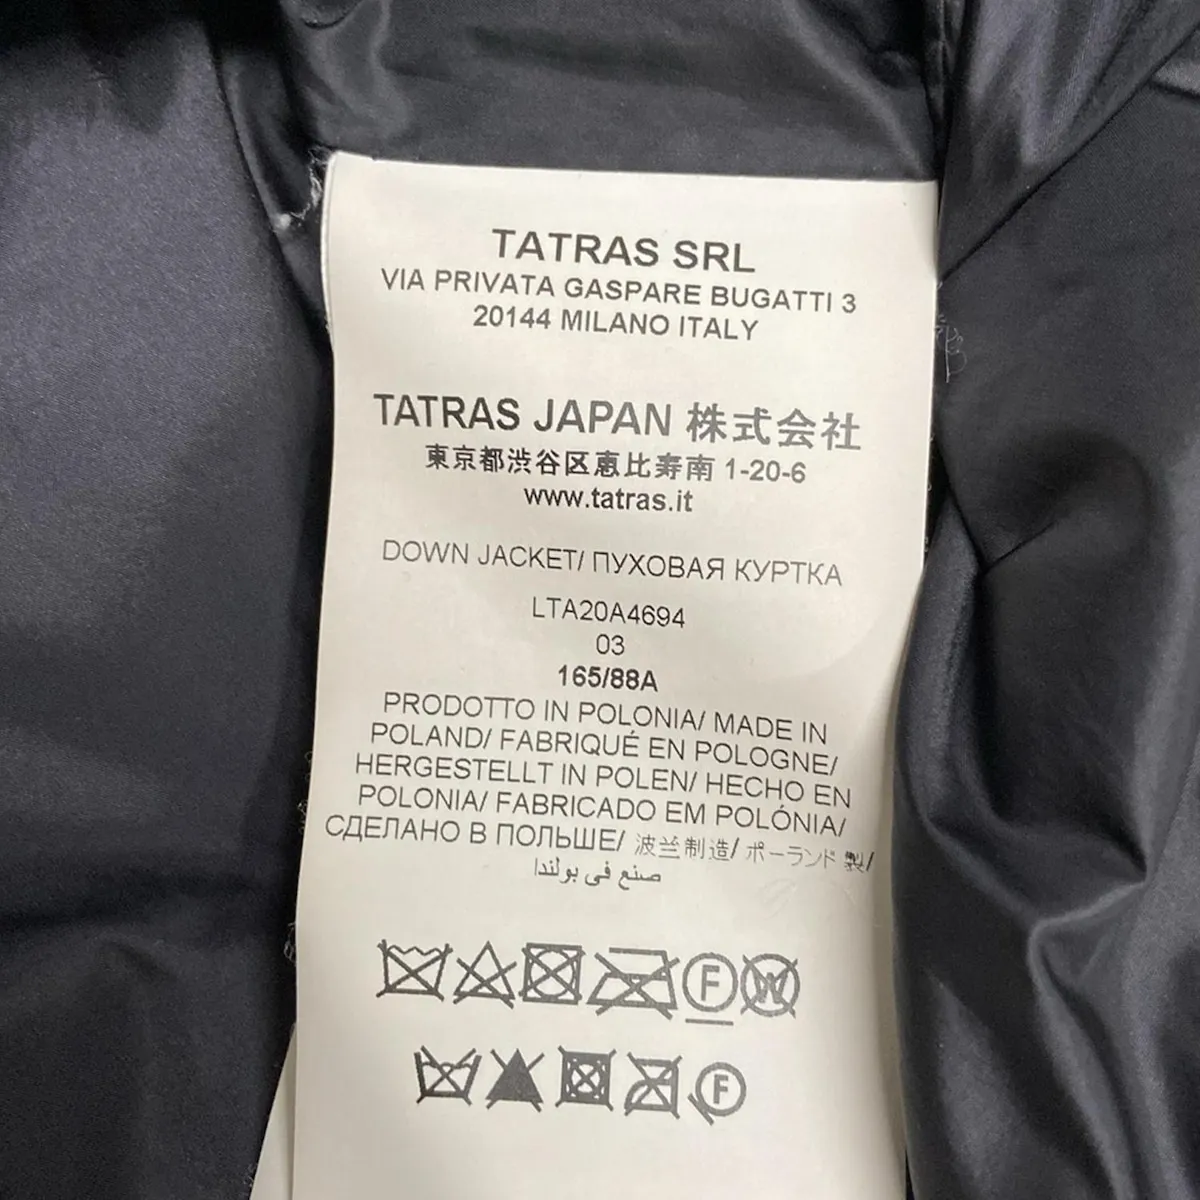 TATRAS SRL
VIA PRIVATA GASPARE BUGATTI 3
20144 MILANO ITALY
TATRAS JAPAN 株式会社
東京都渋谷区恵比寿南 1-20-6
www.tatras.it
DOWN JACKET/ ПУХОВАЯ КУРТКА
LTA20A4694
03
165/88A
PRODOTTO IN POLONIA/ MADE IN
POLAND/ FABRIQUÉ EN POLOGNE/
HERGESTELLT IN POLEN/ HECHO EN
POLONIA/ FABRICADO EM POLÓNIA/
СДЕЛАНО В ПОЛЬШЕ/ 波兰制造/ ポーランド 製/
صنع في بولندا
F W
F